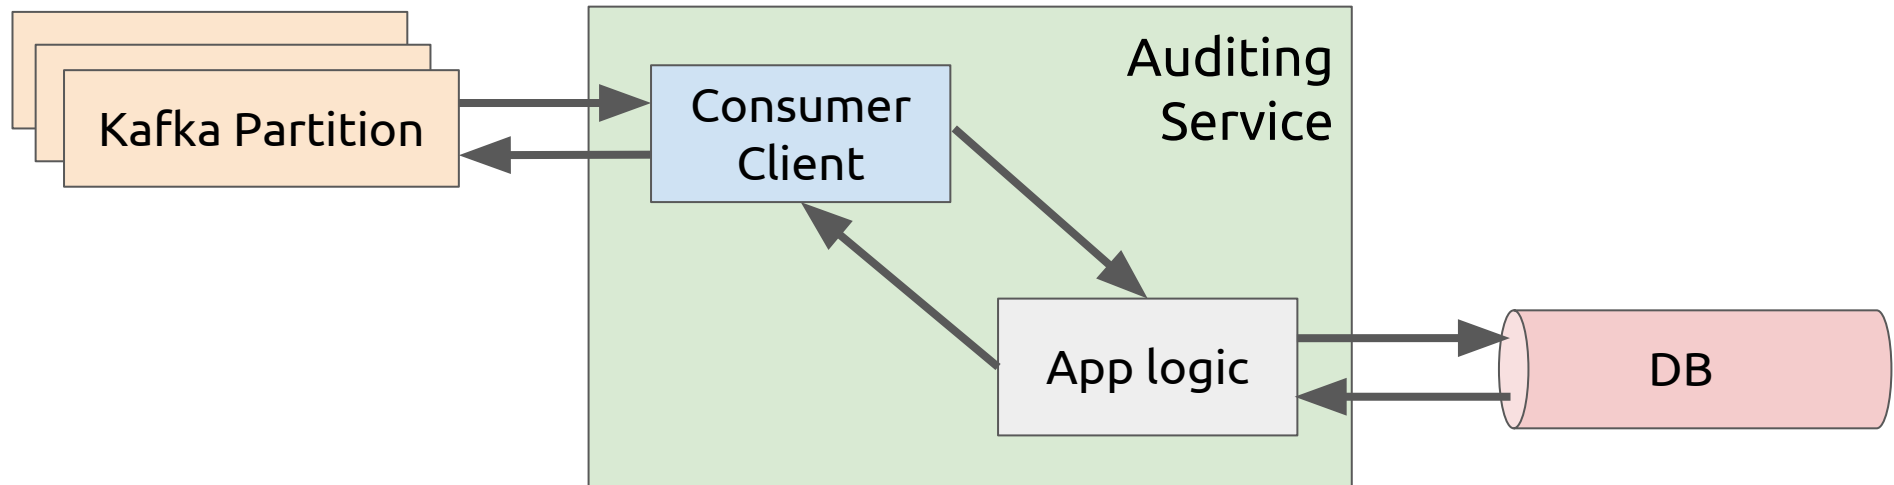 Kafka Partition
Consumer
Client
Auditing
Service
App logic
DB